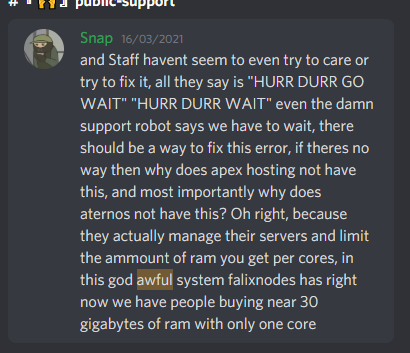 # 『🙌』public-support
Snap 16/03/2021
and Staff havent seem to even try to care or
try to fix it, all they say is "HURR DURR GO
WAIT" "HURR DURR WAIT" even the damn
support robot says we have to wait, there
should be a way to fix this error, if theres no
way then why does apex hosting not have
this, and most importantly why does
aternos not have this? Oh right, because
they actually manage their servers and limit
the ammount of ram you get per cores, in
this god awful system falixnodes has right
now we have people buying near 30
gigabytes of ram with only one core